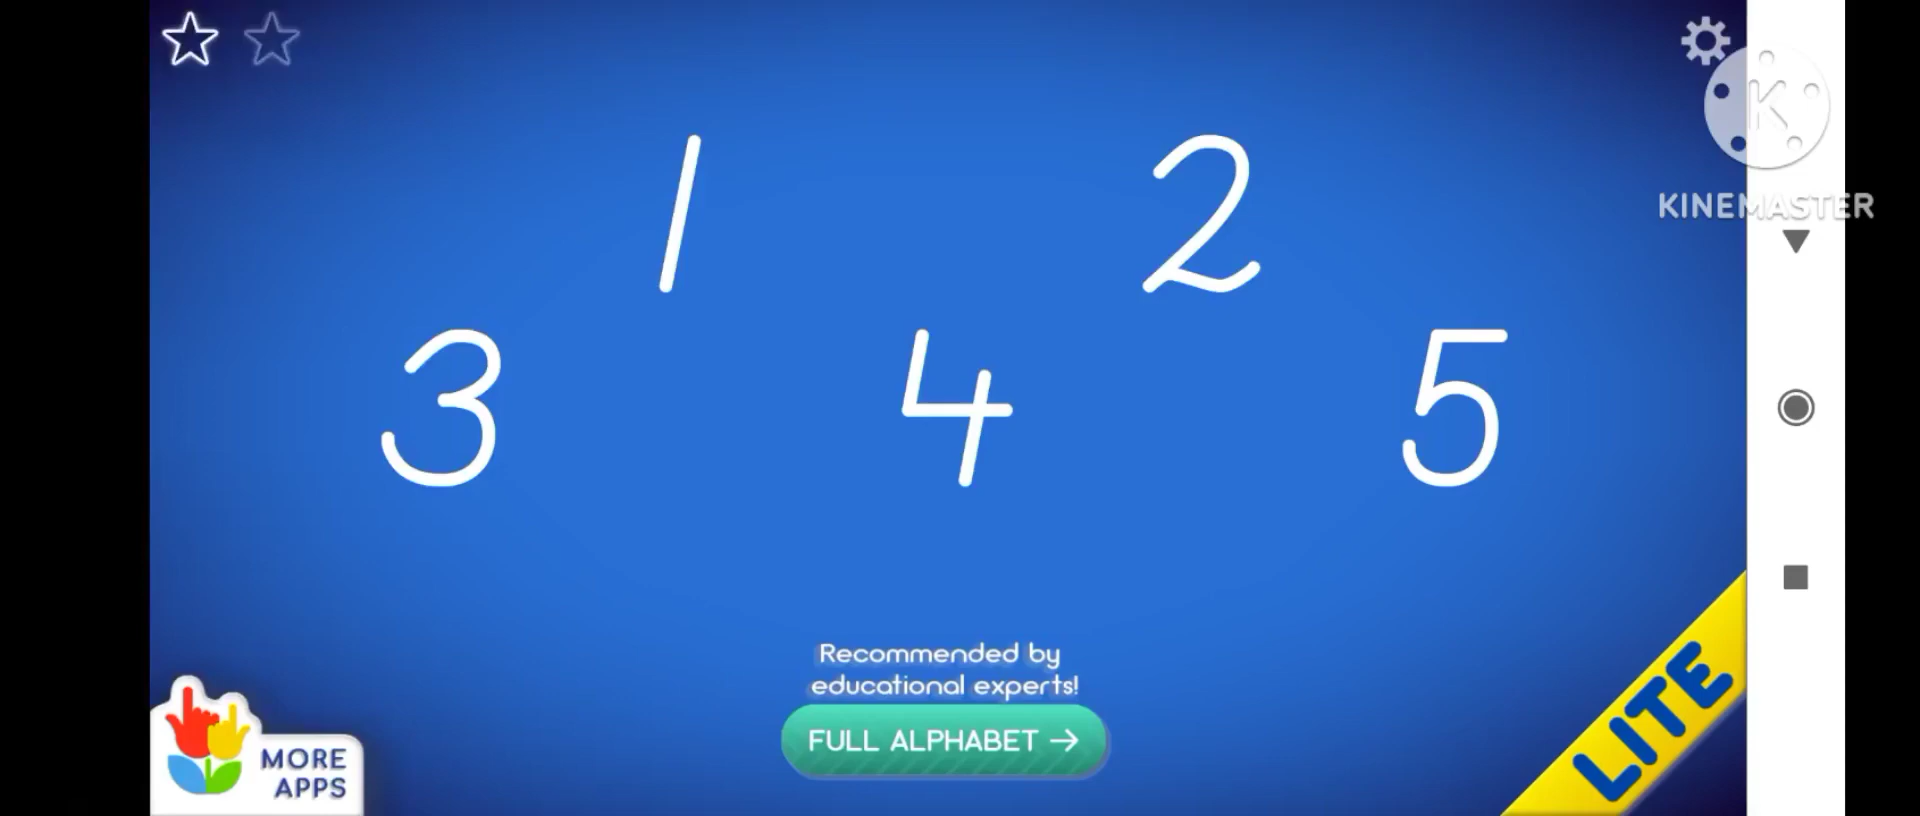 1 2
3 4 5
KINEMASTER
Recommended by
educational experts!
FULL ALPHABET →
MORE
APPS
LITE